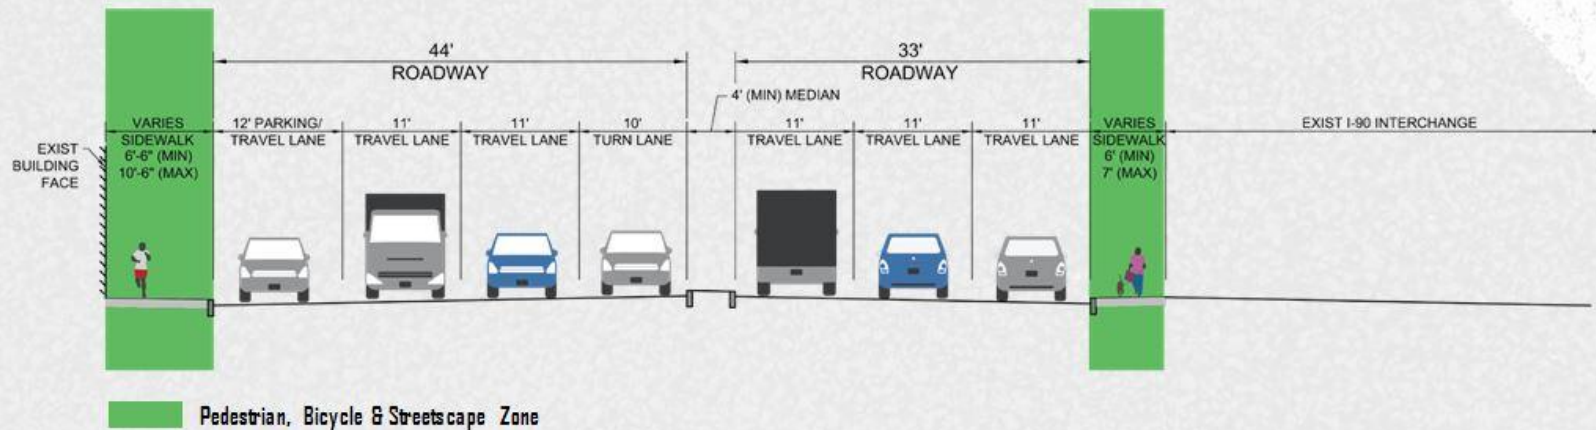 44'
ROADWAY
33'
ROADWAY
4' (MIN) MEDIAN
EXIST
BUILDING
FACE
VARIES
SIDEWALK
6'-6" (MIN)
10'-6" (MAX)
12' PARKING/
TRAVEL LANE
11'
TRAVEL LANE
11'
TRAVEL LANE
10'
TURN LANE
11'
TRAVEL LANE
11'
TRAVEL LANE
11'
TRAVEL LANE
VARIES
SIDEWALK
6' (MIN)
7' (MAX)
EXIST I-90 INTERCHANGE
Pedestrian, Bicycle & Streetscape Zone